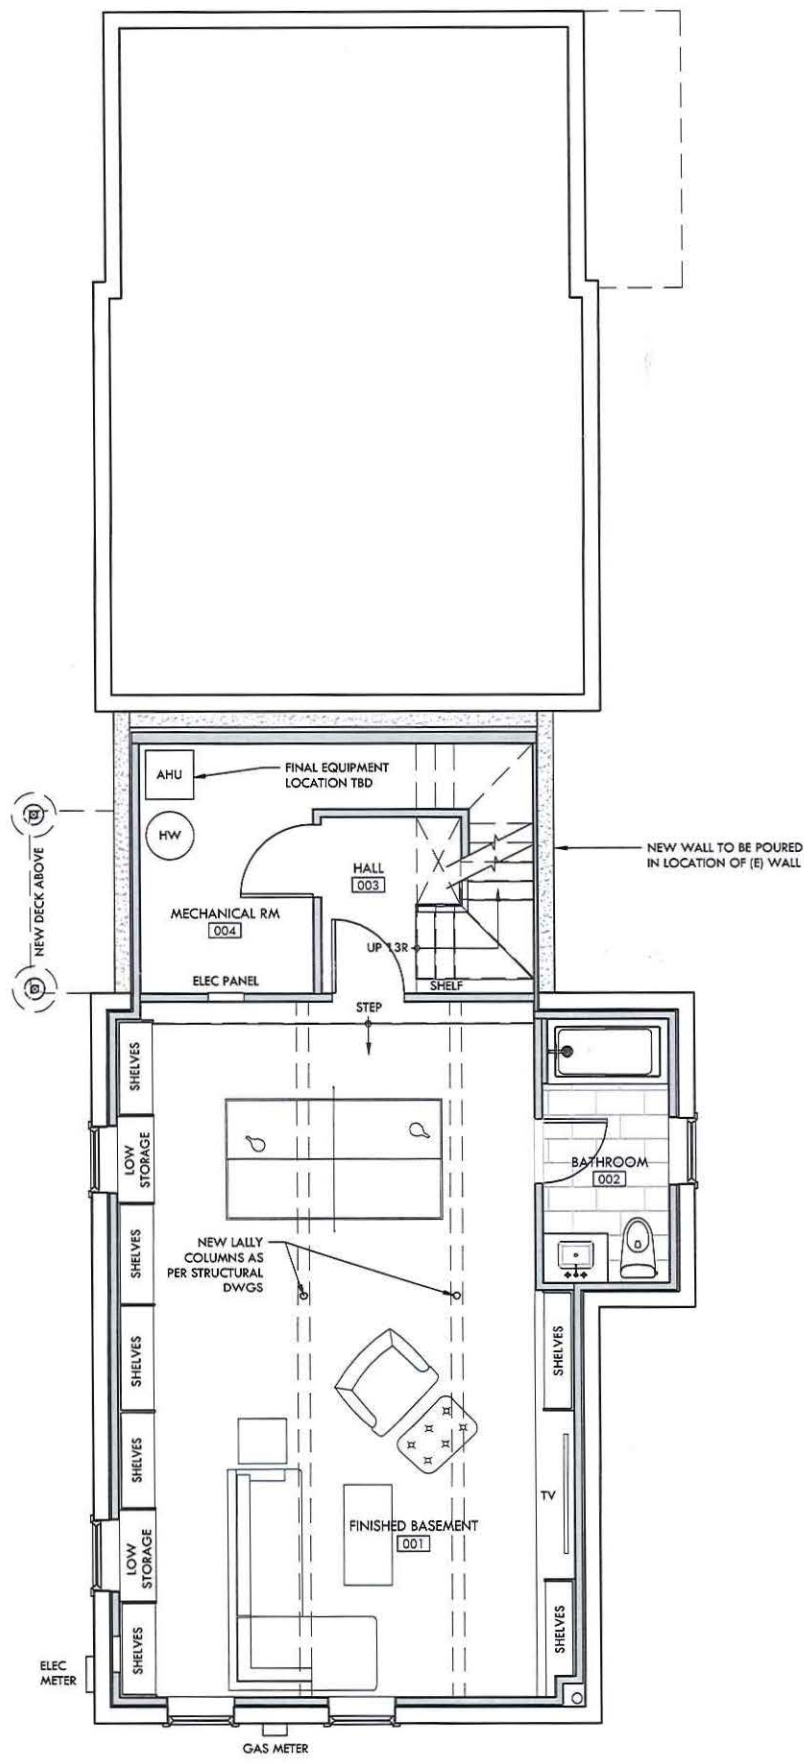 AHU
FINAL EQUIPMENT
LOCATION TBD
HW
NEW DECK ABOVE
HALL
003
NEW WALL TO BE POURED
IN LOCATION OF (E) WALL
MECHANICAL RM
004
UP 13R
ELEC PANEL
SHELF
STEP
SHELVES
LOW
STORAGE
BATHROOM
002
SHELVES
NEW LALLY
COLUMNS AS
PER STRUCTURAL
DWGS
SHELVES
SHELVES
SHELVES
TV
FINISHED BASEMENT
001
LOW
STORAGE
SHELVES
SHELVES
ELEC
METER
GAS METER